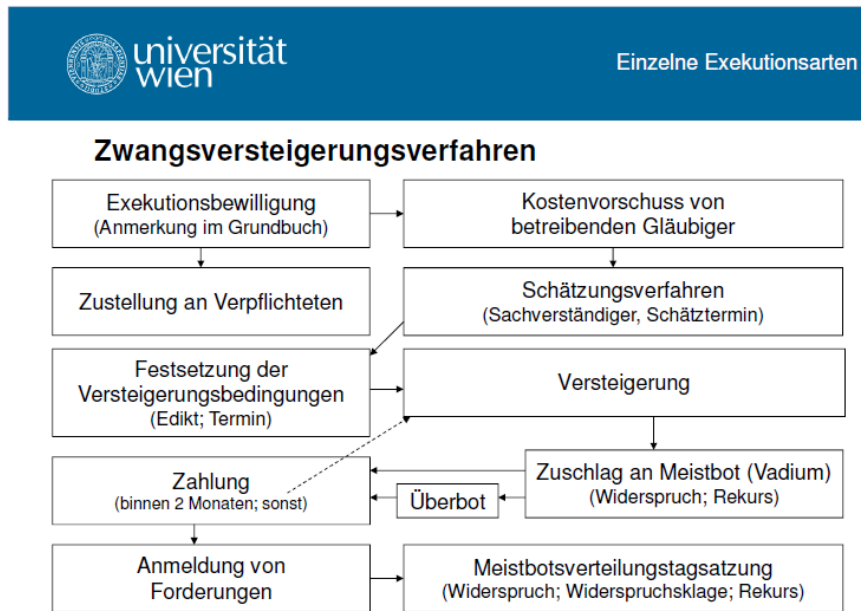 universität
wien
Einzelne Exekutionsarten
Zwangsversteigerungsverfahren
Exekutionsbewilligung
(Anmerkung im Grundbuch)
Kostenvorschuss von
betreibenden Gläubiger
Zustellung an Verpflichteten
Schätzungsverfahren
(Sachverständiger, Schätztermin)
Festsetzung der
Versteigerungsbedingungen
(Edikt; Termin)
Versteigerung
Zahlung
(binnen 2 Monaten; sonst)
Überbot
Zuschlag an Meistbot (Vadium)
(Widerspruch; Rekurs)
Anmeldung von
Forderungen
Meistbotsverteilungstagsatzung
(Widerspruch; Widerspruchsklage; Rekurs)